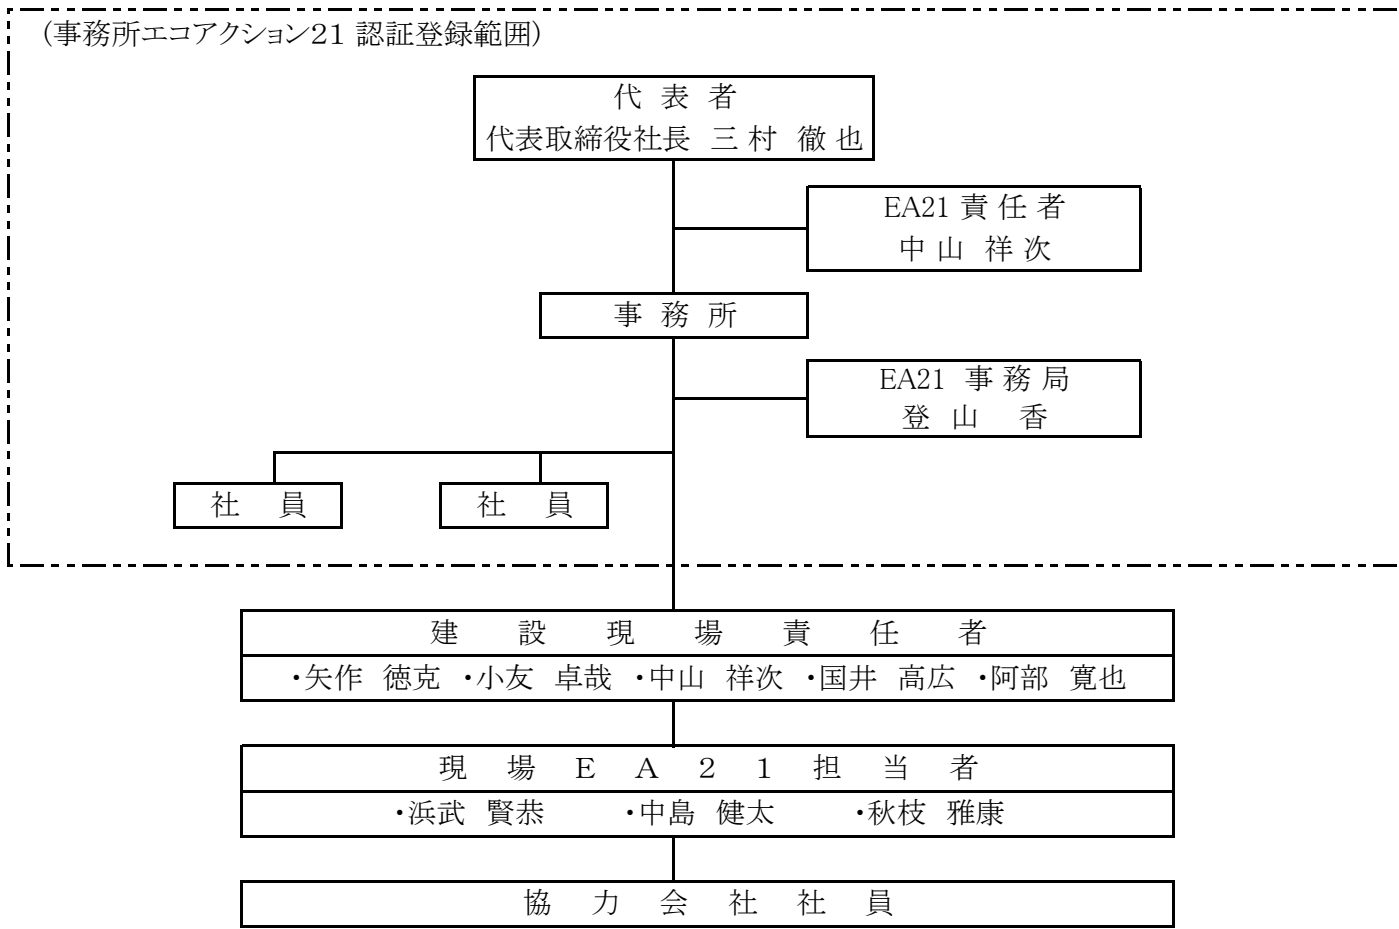 (事務所エコアクション21 認証登録範囲)
代 表 者
代表取締役社長 三 村 徹 也
EA21 責 任 者
中 山 祥 次
事 務 所
EA21 事 務 局
登 山 香
社 員
社 員
建 設 現 場 責 任 者
・矢作 徳克 ・小友 卓哉 ・中山 祥次 ・国井 高広 ・阿部 寛也
現 場 E A 2 1 担 当 者
・浜武 賢恭 ・中島 健太 ・秋枝 雅康
協 力 会 社 社 員